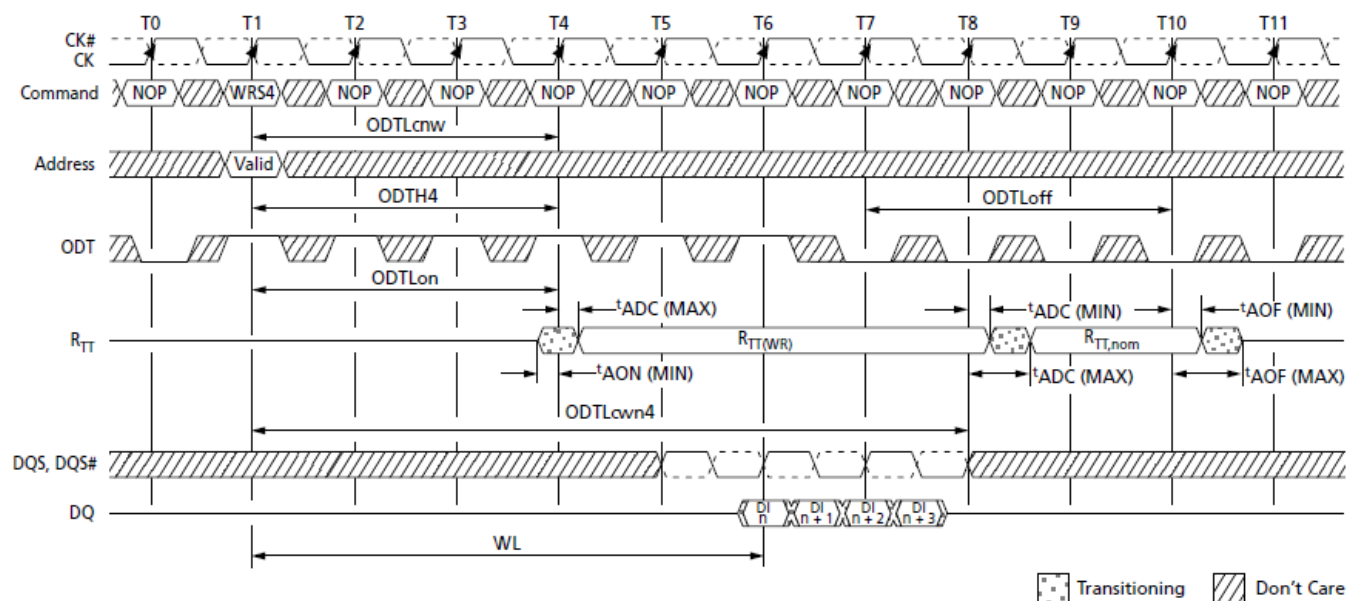 T0 T1 T2 T3 T4 T5 T6 T7 T8 T9 T10 T11
CK#
CK
Command NOP WRS4 NOP NOP NOP NOP NOP NOP NOP NOP NOP NOP
ODTLcnw
Address Valid
ODTH4 ODTLoff
ODT
ODTLon
tADC (MAX) tADC (MIN) tAOF (MIN)
RTT RTT(WR) RTT,nom
tAON (MIN) tADC (MAX) tAOF (MAX)
ODTLcwn4
DQS, DQS#
DQ DI n DI n + 1 DI n + 2 DI n + 3
WL
Transitioning Don't Care